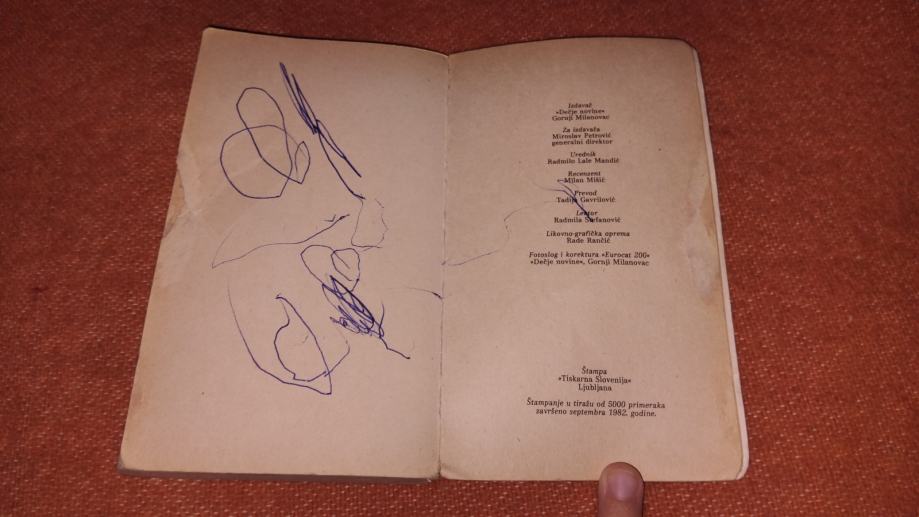 Izdavač
»Dečje novine«
Gornji Milanovac
Za izdavača
Miroslav Petrović
generalni direktor
Urednik
Radmilo Lale Mandić
Recenzent
Milan Mišić
Prevod
Tadija Gavrilović
Lektor
Radmila Stefanović
Likovno-grafička oprema
Rade Rančić
Fotoslog i korektura »Eurocat 200«
»Dečje novine«, Gornji Milanovac
Štampa
»Tiskarna Slovenija«
Ljubljana
Štampanje u tiražu od 5000 primeraka
završeno septembra 1982. godine.